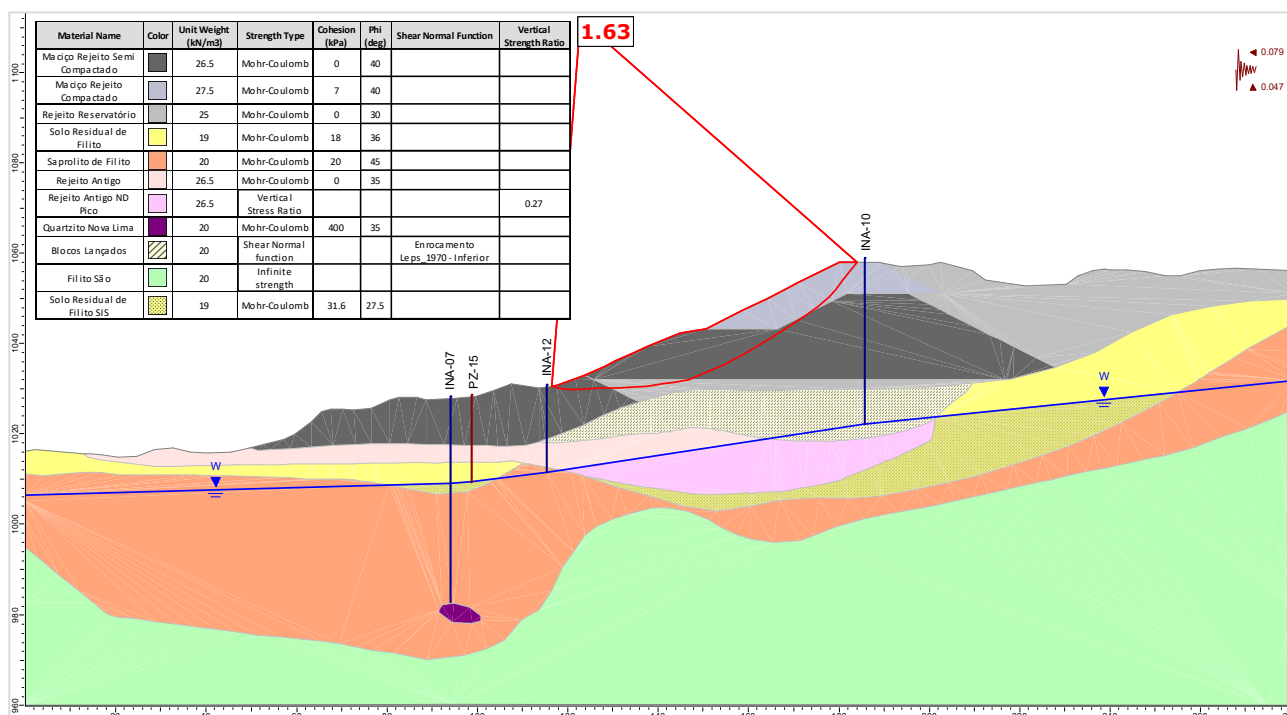 Material Name Color Unit Weight (kN/m3) Strength Type Cohesion (kPa) Phi (deg) Shear Normal Function Vertical Strength Ratio
Maciço Rejeito Semi Compactado 26.5 Mohr-Coulomb 0 40
Maciço Rejeito Compactado 27.5 Mohr-Coulomb 7 40
Rejeito Reservatório 25 Mohr-Coulomb 0 30
Solo Residual de Filito 19 Mohr-Coulomb 18 36
Saprolito de Filito 20 Mohr-Coulomb 20 45
Rejeito Antigo 26.5 Mohr-Coulomb 0 35
Rejeito Antigo ND Pico 26.5 Vertical Stress Ratio 0.27
Quartzito Nova Lima 20 Mohr-Coulomb 400 35
Blocos Lançados 20 Shear Normal function Enrocamento Leps_1970 - Inferior
Filito São 20 Infinite strength
Solo Residual de Filito SIS 19 Mohr-Coulomb 31.6 27.5
1.63
0.079
0.047
INA-07
PZ-15
INA-12
INA-10
W
W
1100
1080
1060
1040
1020
1000
980
960